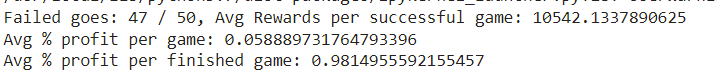 Failed goes: 47 / 50, Avg Rewards per successful game: 10542.1337890625
Avg % profit per game: 0.058889731764793396
Avg % profit per finished game: 0.9814955592155457